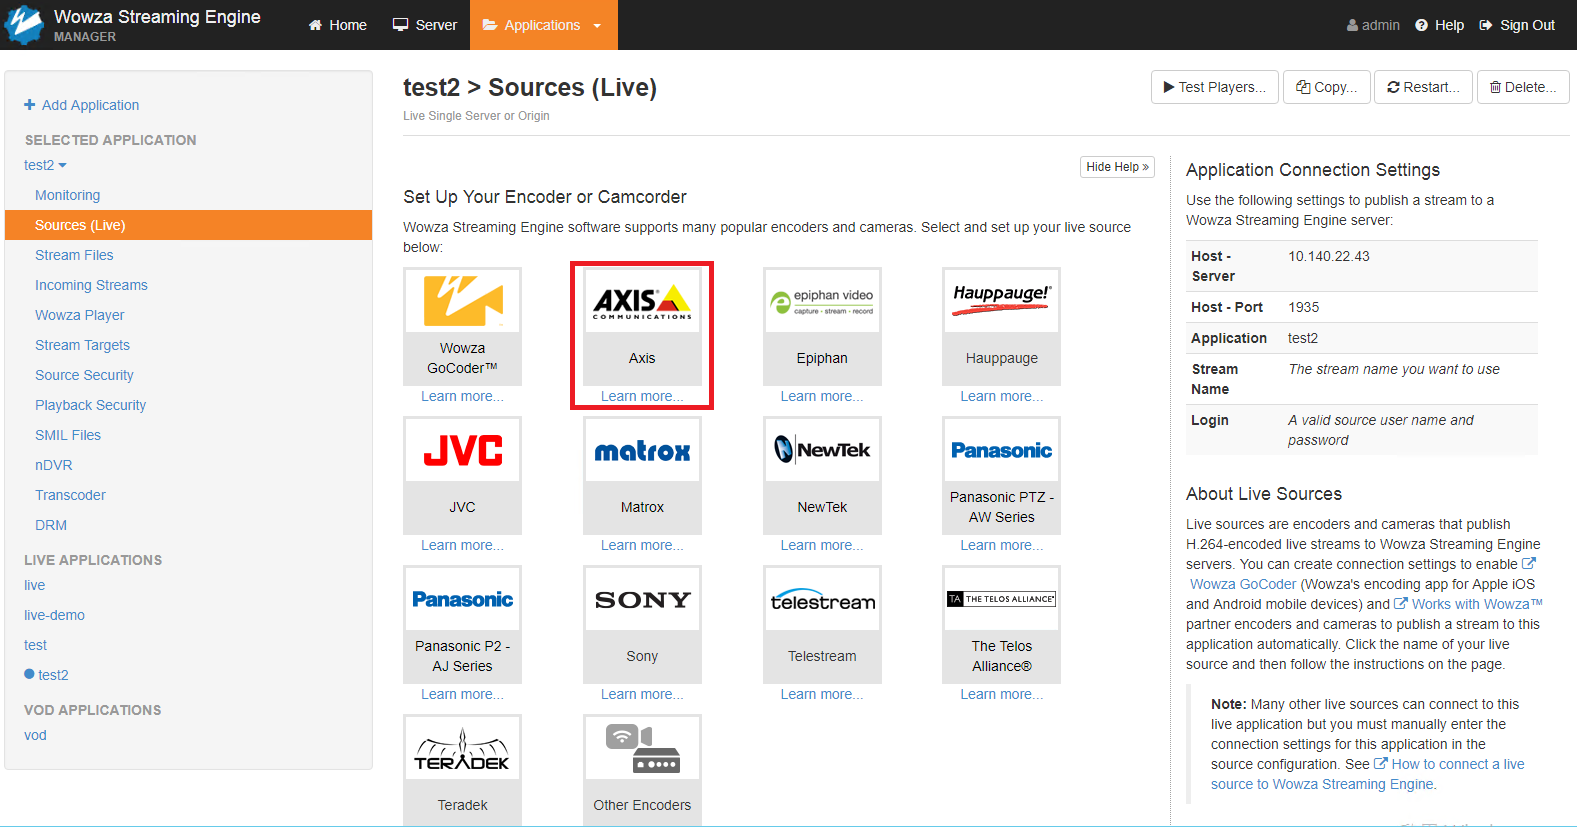 Wowza Streaming Engine
MANAGER
Home
Server
Applications
admin
Help
Sign Out
Add Application
SELECTED APPLICATION
test2
Monitoring
Sources (Live)
Stream Files
Incoming Streams
Wowza Player
Stream Targets
Source Security
Playback Security
SMIL Files
nDVR
Transcoder
DRM
LIVE APPLICATIONS
live
live-demo
test
test2
VOD APPLICATIONS
vod
test2 > Sources (Live)
Live Single Server or Origin
Test Players...
Copy...
Restart...
Delete...
Hide Help »
Set Up Your Encoder or Camcorder
Wowza Streaming Engine software supports many popular encoders and cameras. Select and set up your live source
below:
Wowza
GoCoder™
Learn more...
AXIS
COMMUNICATIONS
Axis
Learn more...
epiphan video
capture - stream - record
Epiphan
Learn more...
Hauppauge!®
Hauppauge
Learn more...
JVC
JVC
Learn more...
matrox
Matrox
Learn more...
NewTek
NewTek
Learn more...
Panasonic
Panasonic PTZ -
AW Series
Learn more...
Panasonic
Panasonic P2 -
AJ Series
Learn more...
SONY
Sony
Learn more...
telestream
Telestream
Learn more...
TA THE TELOS ALLIANCE®
The Telos
Alliance®
Learn more...
TERADEK
Teradek
Other Encoders
Application Connection Settings
Use the following settings to publish a stream to a
Wowza Streaming Engine server:
Host -
Server
10.140.22.43
Host - Port
1935
Application
test2
Stream
Name
The stream name you want to use
Login
A valid source user name and
password
About Live Sources
Live sources are encoders and cameras that publish
H.264-encoded live streams to Wowza Streaming Engine
servers. You can create connection settings to enable
Wowza GoCoder (Wowza's encoding app for Apple iOS
and Android mobile devices) and Works with Wowza™
partner encoders and cameras to publish a stream to this
application automatically. Click the name of your live
source and then follow the instructions on the page.
Note: Many other live sources can connect to this
live application but you must manually enter the
connection settings for this application in the
source configuration. See How to connect a live
source to Wowza Streaming Engine.